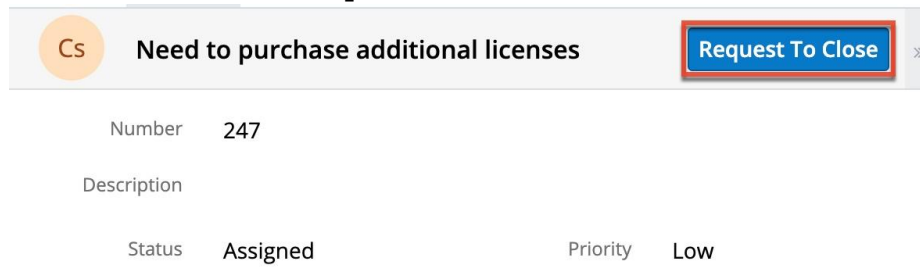 Cs Need to purchase additional licenses Request To Close »
Number 247
Description
Status Assigned Priority Low